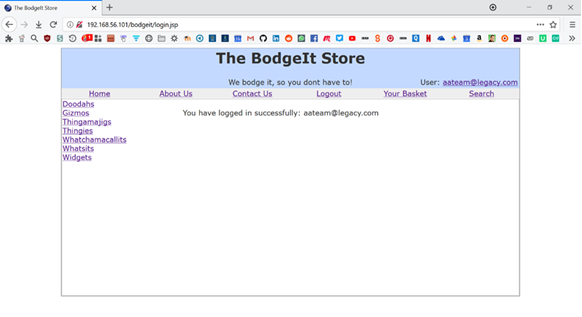 The BodgeIt Store
192.168.56.101/bodgeit/login.jsp
The BodgeIt Store
We bodge it, so you dont have to!
User: aateam@legacy.com
Home About Us Contact Us Logout Your Basket Search
Doodahs
Gizmos
Thingamajigs
Thingies
Whatchamacallits
Whatsits
Widgets
You have logged in successfully: aateam@legacy.com